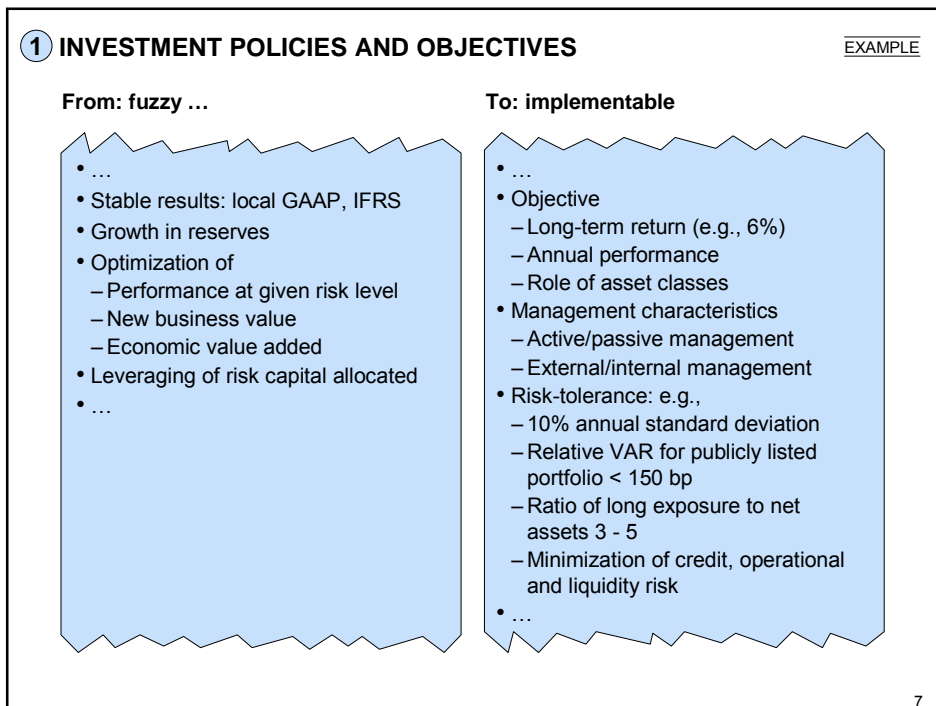 1 INVESTMENT POLICIES AND OBJECTIVES
EXAMPLE
From: fuzzy …
• …
• Stable results: local GAAP, IFRS
• Growth in reserves
• Optimization of
– Performance at given risk level
– New business value
– Economic value added
• Leveraging of risk capital allocated
• …
To: implementable
• …
• Objective
– Long-term return (e.g., 6%)
– Annual performance
– Role of asset classes
• Management characteristics
– Active/passive management
– External/internal management
• Risk-tolerance: e.g.,
– 10% annual standard deviation
– Relative VAR for publicly listed
portfolio < 150 bp
– Ratio of long exposure to net
assets 3 - 5
– Minimization of credit, operational
and liquidity risk
• …
7